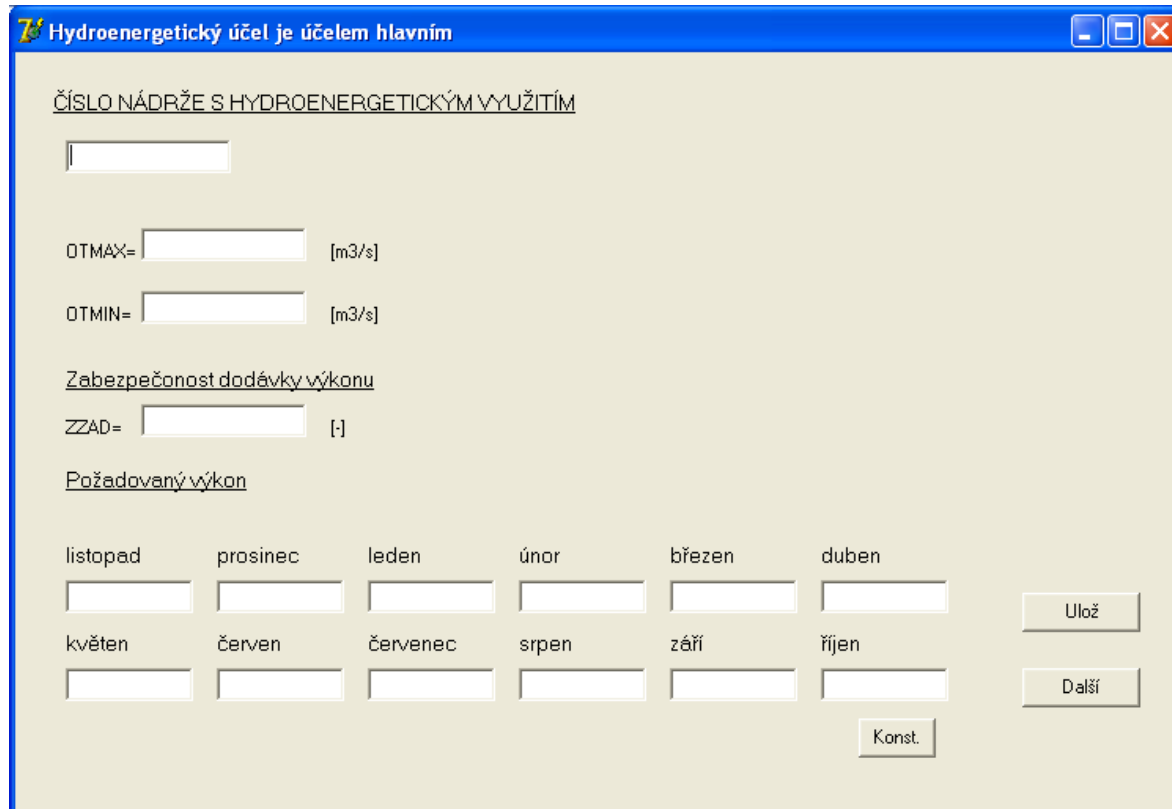 Hydroenergetický účel je účelem hlavním
ČÍSLO NÁDRŽE S HYDROENERGETICKÝM VYUŽITÍM
OTMAX= [m3/s]
OTMIN= [m3/s]
Zabezpečonost dodávky výkonu
ZZAD= [-]
Požadovaný výkon
listopad prosinec leden únor březen duben
Ulož
květen červen červenec srpen září říjen
Další
Konst.